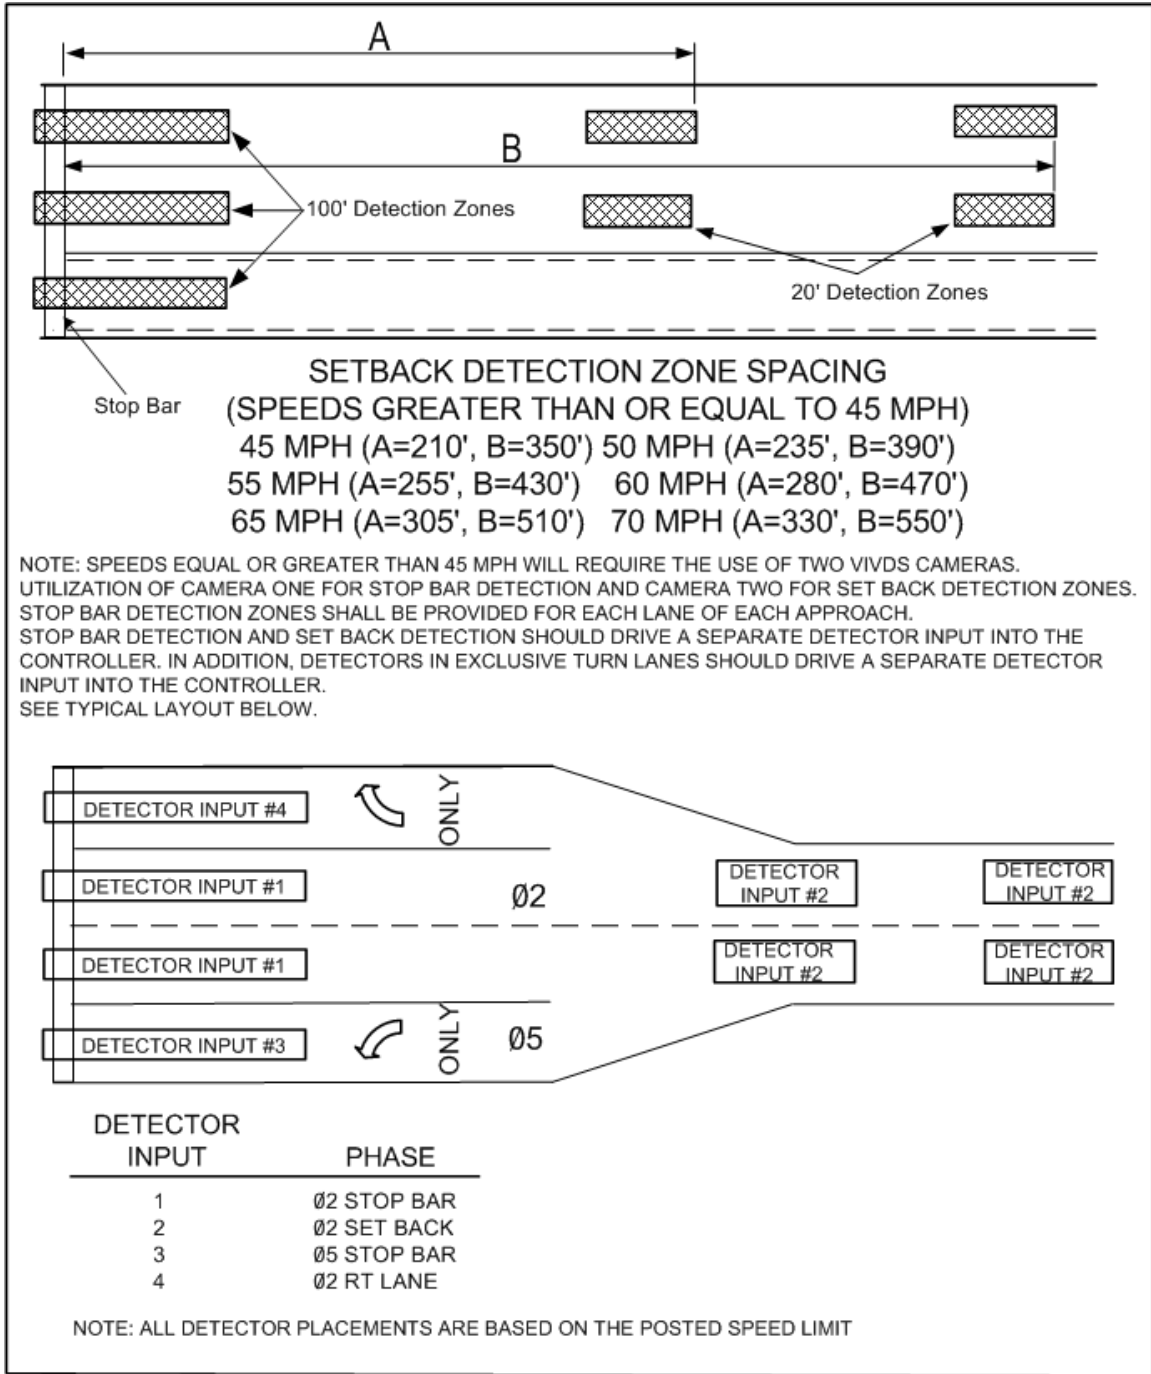 A
B
100' Detection Zones
20' Detection Zones
Stop Bar
SETBACK DETECTION ZONE SPACING
(SPEEDS GREATER THAN OR EQUAL TO 45 MPH)
45 MPH (A=210', B=350') 50 MPH (A=235', B=390')
55 MPH (A=255', B=430') 60 MPH (A=280', B=470')
65 MPH (A=305', B=510') 70 MPH (A=330', B=550')
NOTE: SPEEDS EQUAL OR GREATER THAN 45 MPH WILL REQUIRE THE USE OF TWO VIVDS CAMERAS.
UTILIZATION OF CAMERA ONE FOR STOP BAR DETECTION AND CAMERA TWO FOR SET BACK DETECTION ZONES.
STOP BAR DETECTION ZONES SHALL BE PROVIDED FOR EACH LANE OF EACH APPROACH.
STOP BAR DETECTION AND SET BACK DETECTION SHOULD DRIVE A SEPARATE DETECTOR INPUT INTO THE
CONTROLLER. IN ADDITION, DETECTORS IN EXCLUSIVE TURN LANES SHOULD DRIVE A SEPARATE DETECTOR
INPUT INTO THE CONTROLLER.
SEE TYPICAL LAYOUT BELOW.
DETECTOR INPUT #4
ONLY
DETECTOR INPUT #1
Ø2
DETECTOR
INPUT #2
DETECTOR
INPUT #2
DETECTOR INPUT #1
DETECTOR
INPUT #2
DETECTOR
INPUT #2
DETECTOR INPUT #3
ONLY
Ø5
DETECTOR
INPUT PHASE
1 Ø2 STOP BAR
2 Ø2 SET BACK
3 Ø5 STOP BAR
4 Ø2 RT LANE
NOTE: ALL DETECTOR PLACEMENTS ARE BASED ON THE POSTED SPEED LIMIT